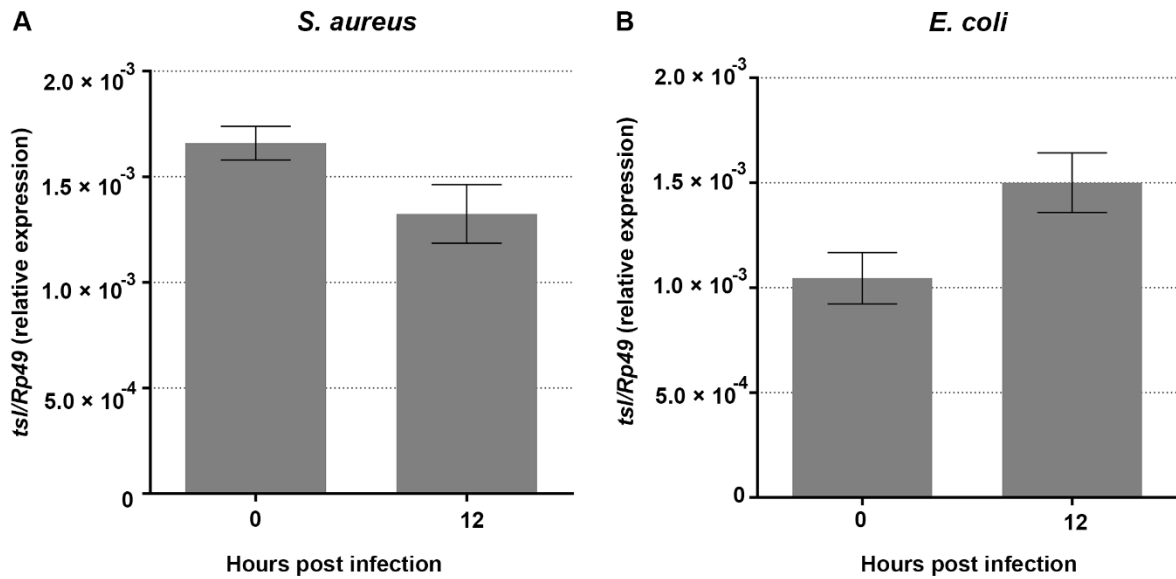 A
S. aureus
tsl/Rp49 (relative expression)
2.0 × 10⁻³
1.5 × 10⁻³
1.0 × 10⁻³
5.0 × 10⁻⁴
0
0 12
Hours post infection
B
E. coli
tsl/Rp49 (relative expression)
2.0 × 10⁻³
1.5 × 10⁻³
1.0 × 10⁻³
5.0 × 10⁻⁴
0
0 12
Hours post infection